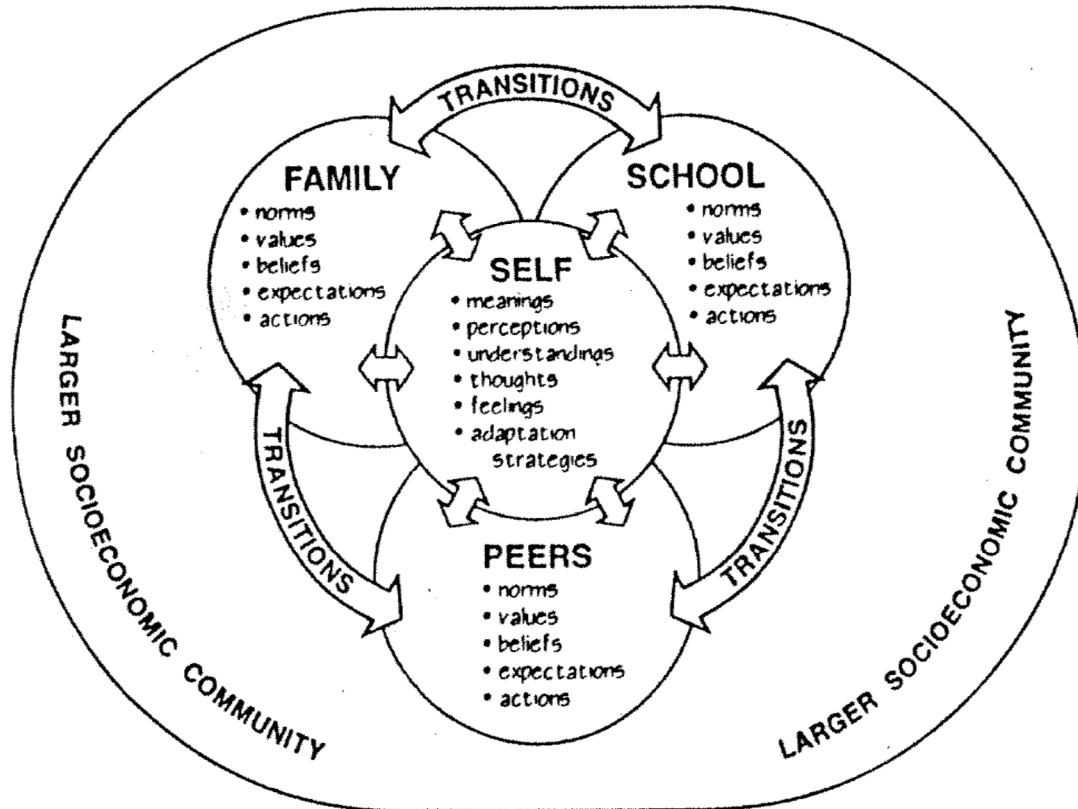 TRANSITIONS
FAMILY
• norms
• values
• beliefs
• expectations
• actions
SCHOOL
• norms
• values
• beliefs
• expectations
• actions
SELF
• meanings
• perceptions
• understandings
• thoughts
• feelings
• adaptation
strategies
TRANSITIONS
TRANSITIONS
PEERS
• norms
• values
• beliefs
• expectations
• actions
LARGER SOCIOECONOMIC COMMUNITY
LARGER SOCIOECONOMIC COMMUNITY